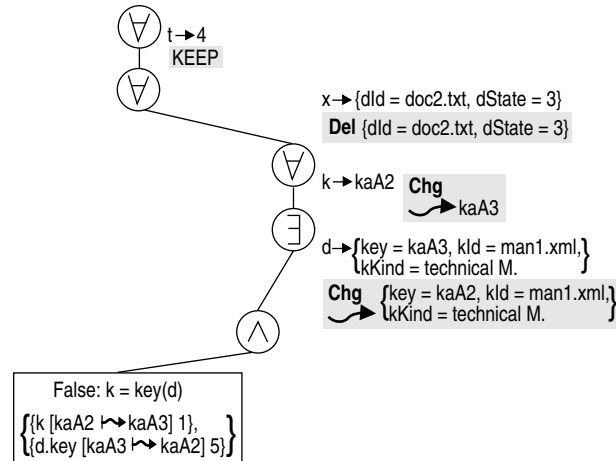 ∀ t→4
KEEP
∀ x→{dId = doc2.txt, dState = 3}
Del {dId = doc2.txt, dState = 3}
∀ k→kaA2 Chg
kaA3
∃ d→{key = kaA3, kId = man1.xml,
kKind = technical M.}
Chg {key = kaA2, kId = man1.xml,
kKind = technical M.}
∧
False: k = key(d)
{{k [kaA2 ↝ kaA3] 1},
{d.key [kaA3 ↝ kaA2] 5}}